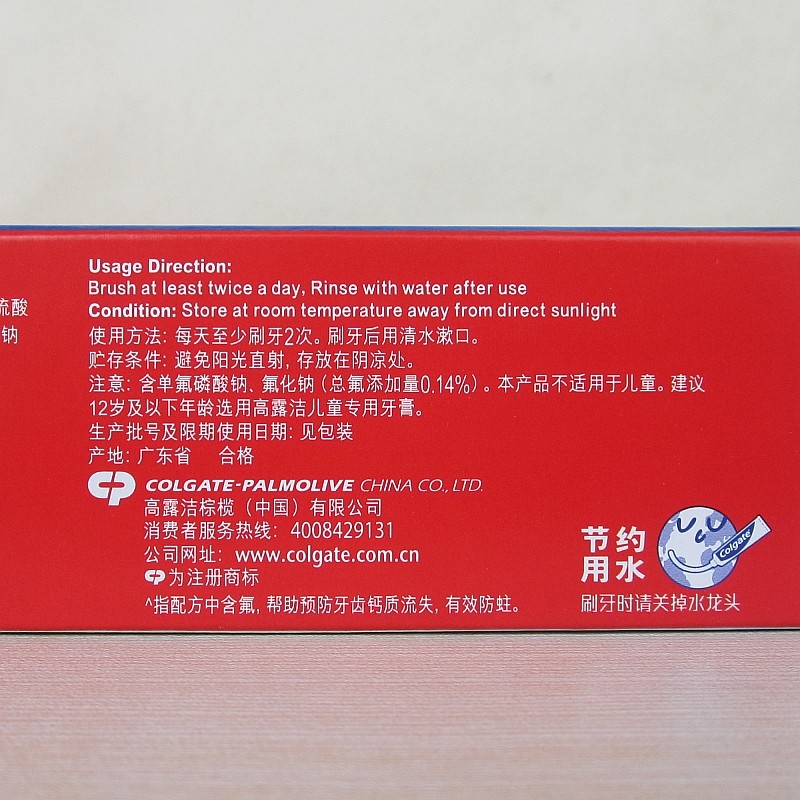 Usage Direction:
Brush at least twice a day, Rinse with water after use
Condition: Store at room temperature away from direct sunlight
硫酸
钠
使用方法: 每天至少刷牙2次。刷牙后用清水漱口。
贮存条件: 避免阳光直射, 存放在阴凉处。
注意: 含单氟磷酸钠、氟化钠 (总氟添加量0.14%)。本产品不适用于儿童。建议
12岁及以下年龄选用高露洁儿童专用牙膏。
生产批号及限期使用日期: 见包装
产地: 广东省 合格
CP COLGATE-PALMOLIVE CHINA CO., LTD.
高露洁棕榄 (中国) 有限公司
消费者服务热线: 4008429131
公司网址: www.colgate.com.cn
CP为注册商标
^指配方中含氟, 帮助预防牙齿钙质流失, 有效防蛀。
节约
用水
Colgate
刷牙时请关掉水龙头